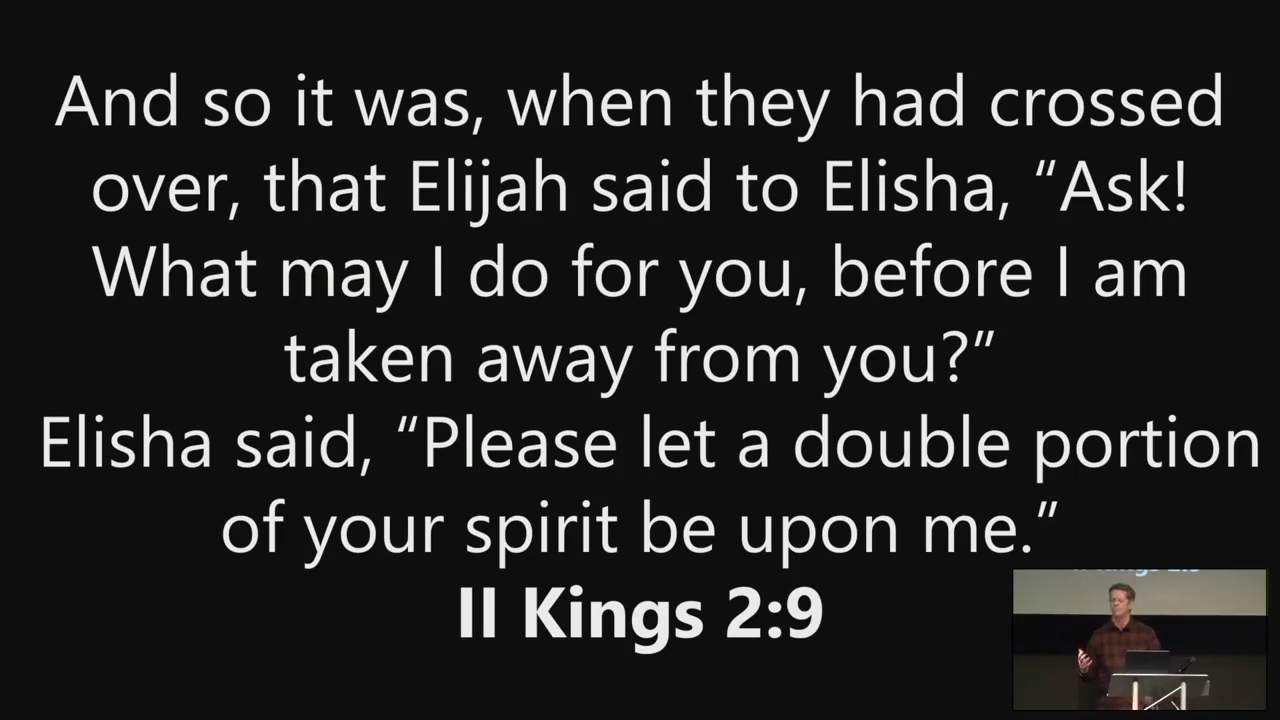 And so it was, when they had crossed
over, that Elijah said to Elisha, “Ask!
What may I do for you, before I am
taken away from you?”
Elisha said, “Please let a double portion
of your spirit be upon me.”
II Kings 2:9